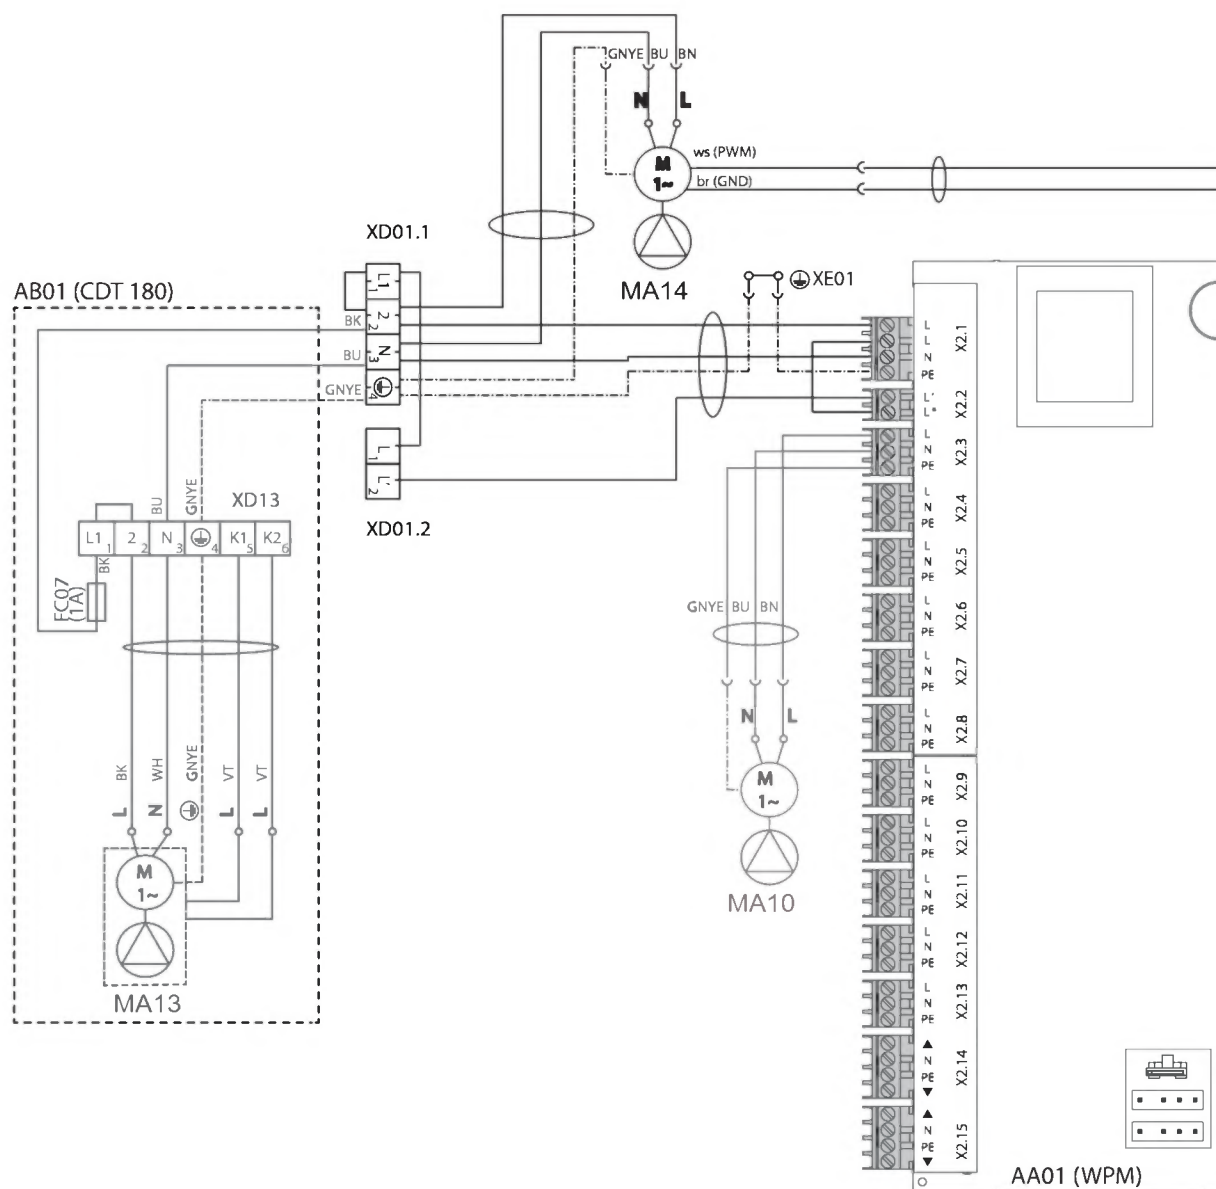 GNYE BU BN
N L
M
1~
ws (PWM)
br (GND)
MA14
XD01.1
L1 1
2 2
N 3
4
BK
BU
GNYE
L 1
L' 2
XD01.2
XE01
AB01 (CDT 180)
BU
GNYE
XD13
L1 1 2 2 N 3 4 K1 5 K2 6
BK
FC07
(1A)
BK WH GNYE VT VT
L N L L
M
1~
MA13
GNYE BU BN
N L
M
1~
MA10
L
L
N
PE
X2.1
L'
L*
X2.2
L
N
PE
X2.3
L
N
PE
X2.4
L
N
PE
X2.5
L
N
PE
X2.6
L
N
PE
X2.7
L
N
PE
X2.8
L
N
PE
X2.9
L
N
PE
X2.10
L
N
PE
X2.11
L
N
PE
X2.12
L
N
PE
X2.13
▲
N
PE
▼
X2.14
▲
N
PE
▼
X2.15
AA01 (WPM)